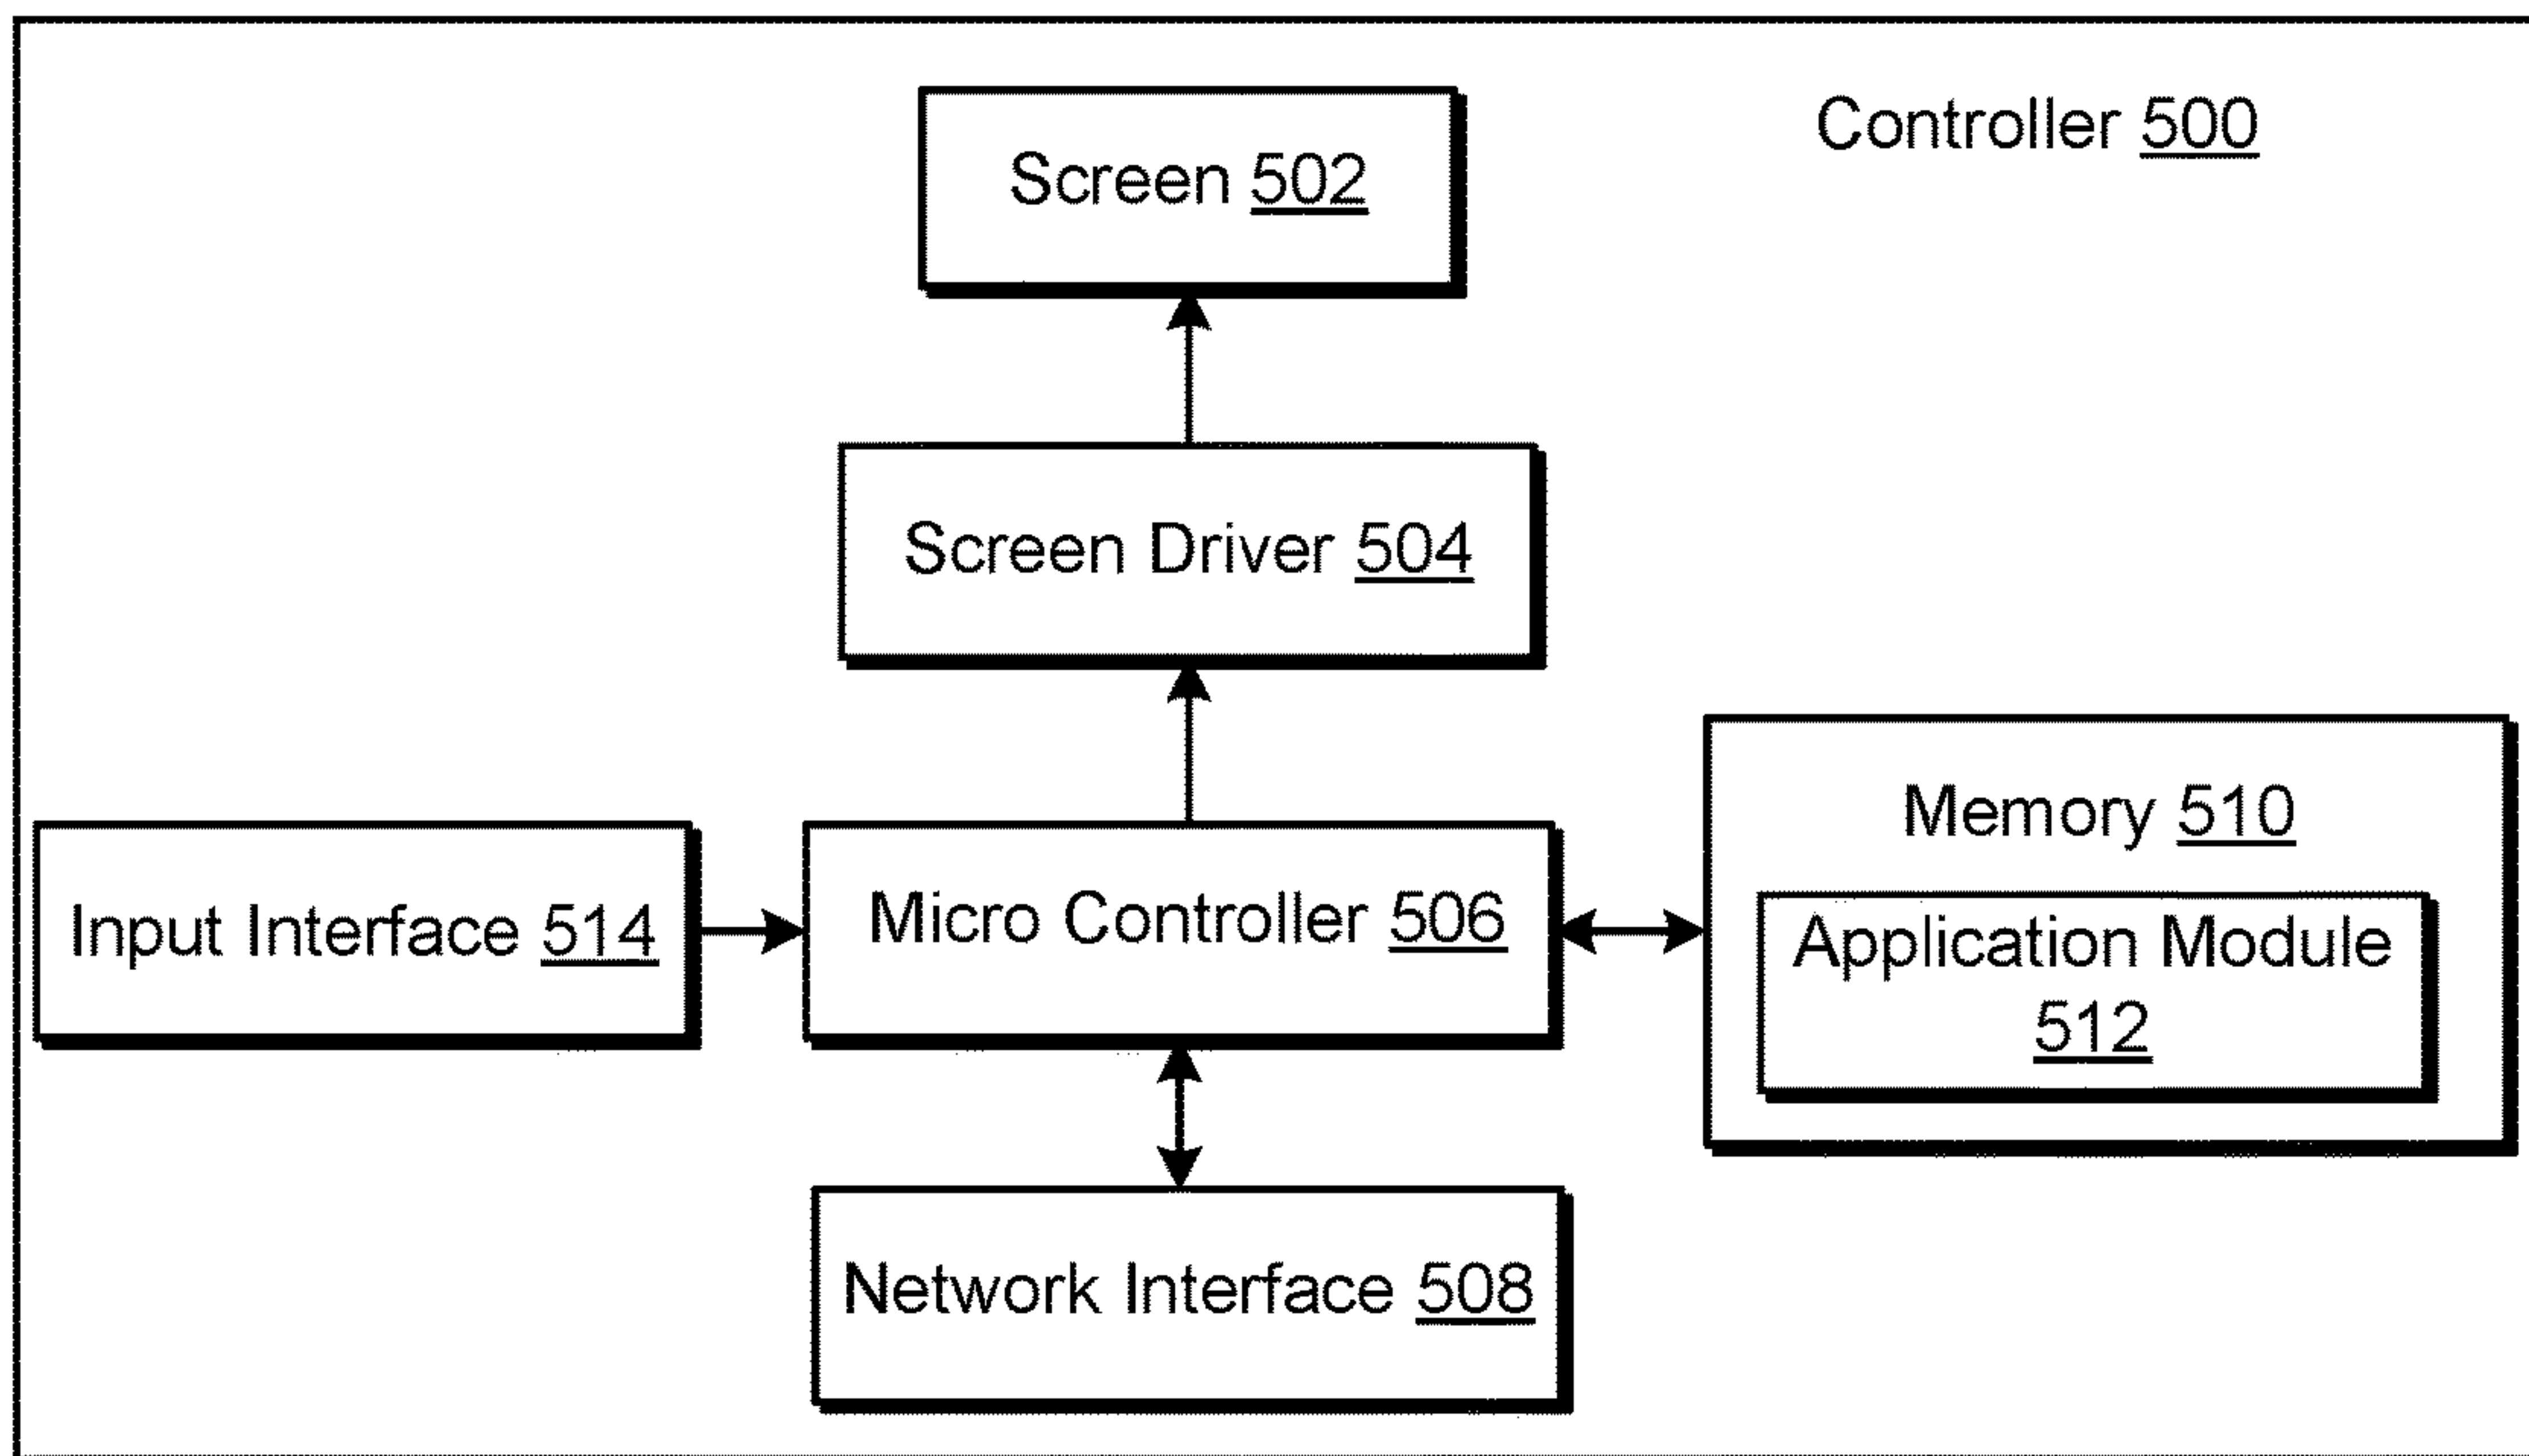 Controller 500
Screen 502
Screen Driver 504
Input Interface 514
Micro Controller 506
Memory 510
Application Module
512
Network Interface 508